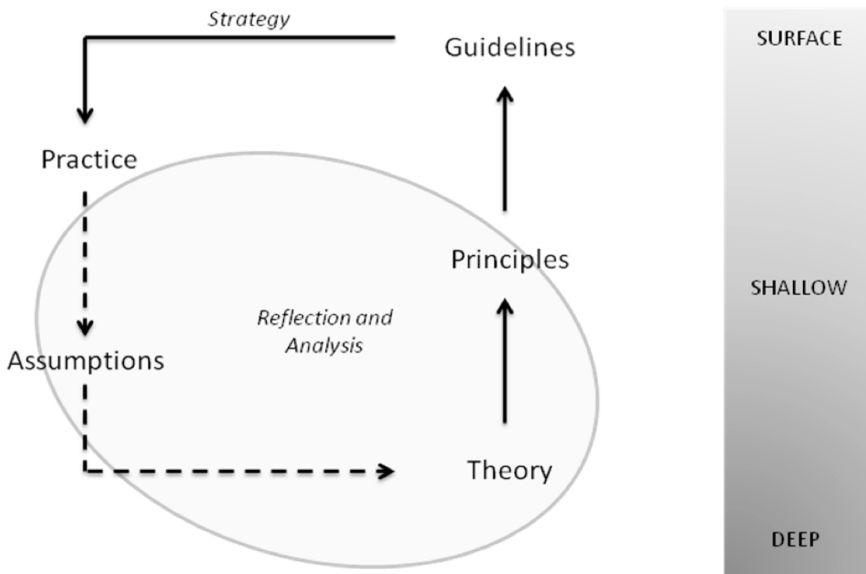 Strategy
Guidelines
SURFACE
Practice
Principles
SHALLOW
Reflection and
Analysis
Assumptions
Theory
DEEP